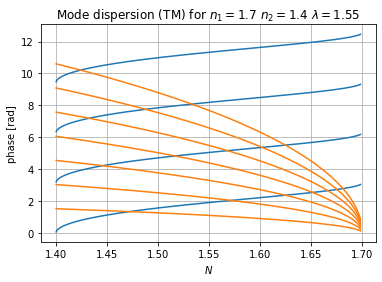 Mode dispersion (TM) for n₁ = 1.7 n₂ = 1.4 λ = 1.55
12
10
8
6
4
2
0
phase [rad]
1.40 1.45 1.50 1.55 1.60 1.65 1.70
N